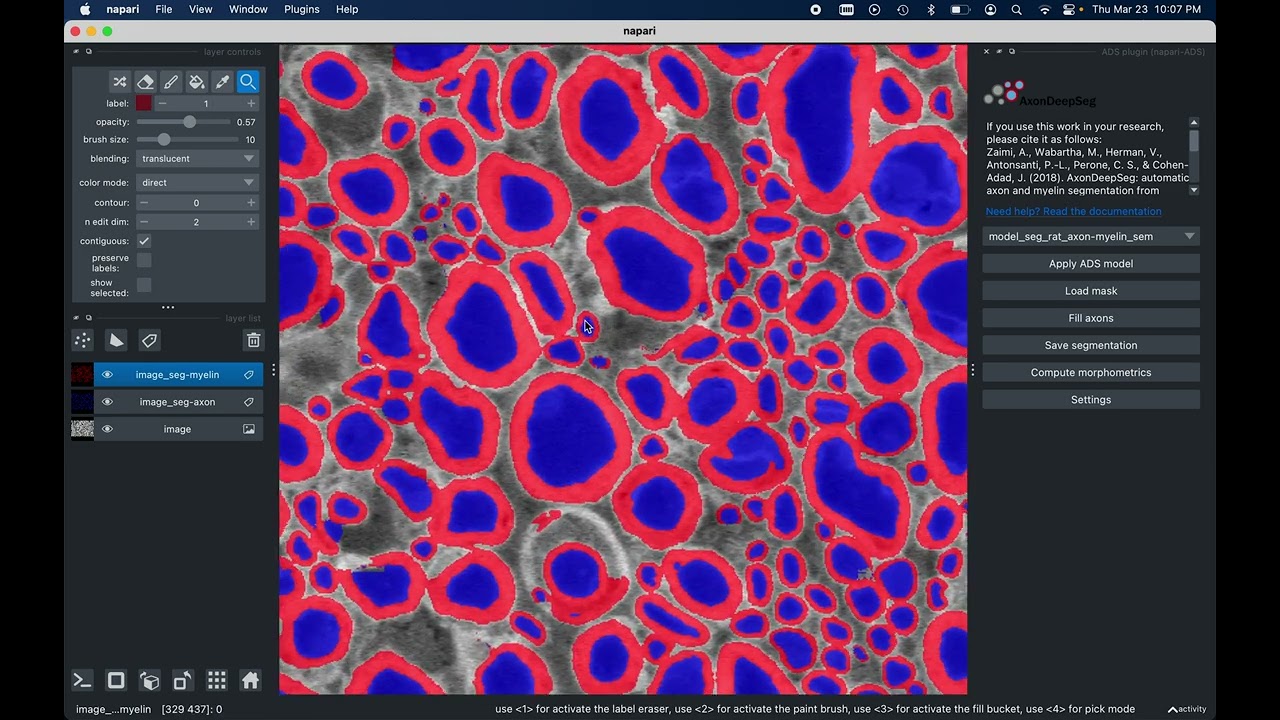 napari File View Window Plugins Help Thu Mar 23 10:07 PM
napari
layer controls
label: 1
opacity: 0.57
brush size: 10
blending: translucent
color mode: direct
contour: 0
n edit dim: 2
contiguous:
preserve
labels:
show
selected:
layer list
image_seg-myelin
image_seg-axon
image
ADS plugin (napari-ADS)
AxonDeepSeg
If you use this work in your research,
please cite it as follows:
Zaimi, A., Wabartha, M., Herman, V.,
Antonsanti, P.-L., Perone, C. S., & Cohen-
Adad, J. (2018). AxonDeepSeg: automatic
axon and myelin segmentation from
Need help? Read the documentation
model_seg_rat_axon-myelin_sem
Apply ADS model
Load mask
Fill axons
Save segmentation
Compute morphometrics
Settings
image_...myelin [329 437]: 0
use <1> for activate the label eraser, use <2> for activate the paint brush, use <3> for activate the fill bucket, use <4> for pick mode
activity